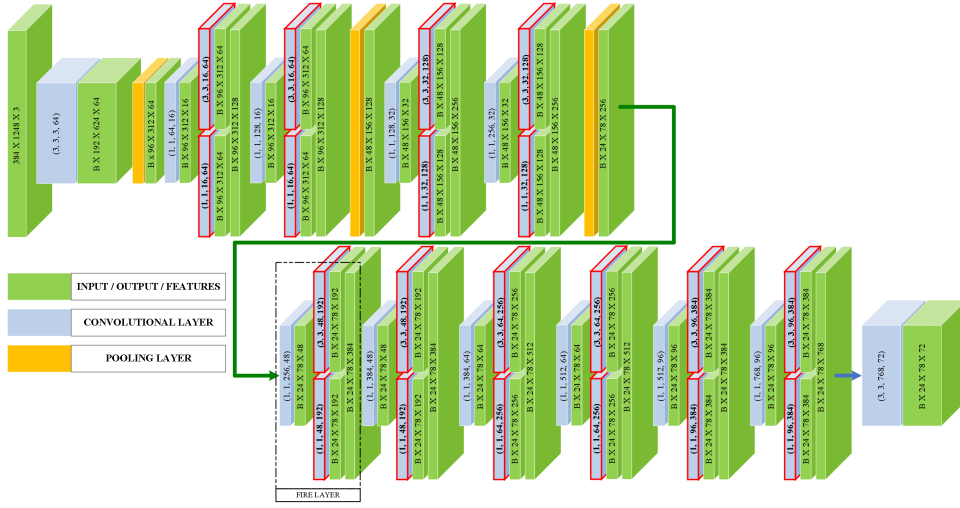 384 X 1248 X 3
(3, 3, 3, 64)
B X 192 X 624 X 64
B x 96 X 312 X 64
(1, 1, 64, 16)
B X 96 X 312 X 16
(3, 3, 16, 64)
B X 96 X 312 X 64
(1, 1, 16, 64)
B X 96 X 312 X 64
B X 96 X 312 X 128
(1, 1, 128, 16)
B X 96 X 312 X 16
(3, 3, 16, 64)
B X 96 X 312 X 64
(1, 1, 16, 64)
B X 96 X 312 X 64
B X 96 X 312 X 128
B X 48 X 156 X 128
(1, 1, 128, 32)
B X 48 X 156 X 32
(3, 3, 32, 128)
B X 48 X 156 X 128
(1, 1, 32, 128)
B X 48 X 156 X 128
B X 48 X 156 X 256
(1, 1, 256, 32)
B X 48 X 156 X 32
(3, 3, 32, 128)
B X 48 X 156 X 128
(1, 1, 32, 128)
B X 48 X 156 X 128
B X 48 X 156 X 256
B X 24 X 78 X 256
INPUT / OUTPUT / FEATURES
CONVOLUTIONAL LAYER
POOLING LAYER
(1, 1, 256, 48)
B X 24 X 78 X 48
(3, 3, 48, 192)
B X 24 X 78 X 192
(1, 1, 48, 192)
B X 24 X 78 X 192
B X 24 X 78 X 384
FIRE LAYER
(1, 1, 384, 48)
B X 24 X 78 X 48
(3, 3, 48, 192)
B X 24 X 78 X 192
(1, 1, 48, 192)
B X 24 X 78 X 192
B X 24 X 78 X 384
(1, 1, 384, 64)
B X 24 X 78 X 64
(3, 3, 64, 256)
B X 24 X 78 X 256
(1, 1, 64, 256)
B X 24 X 78 X 256
B X 24 X 78 X 512
(1, 1, 512, 64)
B X 24 X 78 X 64
(3, 3, 64, 256)
B X 24 X 78 X 256
(1, 1, 64, 256)
B X 24 X 78 X 256
B X 24 X 78 X 512
(1, 1, 512, 96)
B X 24 X 78 X 96
(3, 3, 96, 384)
B X 24 X 78 X 384
(1, 1, 96, 384)
B X 24 X 78 X 384
B X 24 X 78 X 384
(1, 1, 768, 96)
B X 24 X 78 X 96
(3, 3, 96, 384)
B X 24 X 78 X 384
(1, 1, 96, 384)
B X 24 X 78 X 384
B X 24 X 78 X 768
(3, 3, 768, 72)
B X 24 X 78 X 72